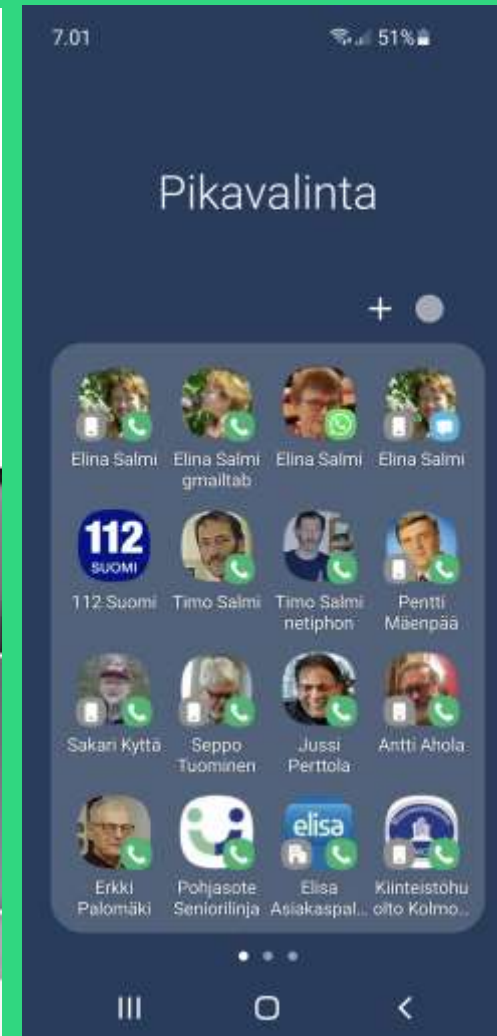 7.01 51%
Pikavalinta
Elina Salmi Elina Salmi Elina Salmi Elina Salmi
gmailtab
112
SUOMI
elisa
112 Suomi Timo Salmi Timo Salmi Pentti
netiphon Mäenpää
Sakari Kyttä Seppo Jussi Antti Ahola
Tuominen Perttola
Erkki Pohjasote Elisa Kiinteistöhu
Palomäki Seniorilinja Asiakaspal... olto Kolmo...